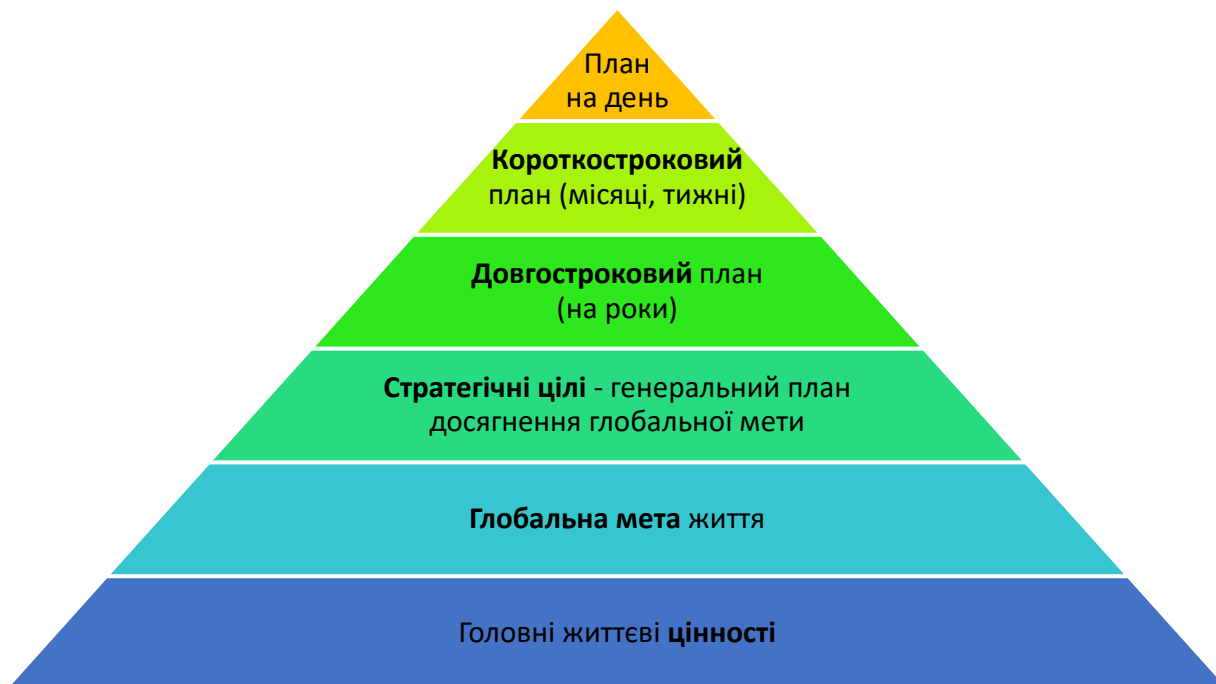 План
на день
Короткостроковий
план (місяці, тижні)
Довгостроковий план
(на роки)
Стратегічні цілі - генеральний план
досягнення глобальної мети
Глобальна мета життя
Головні життєві цінності